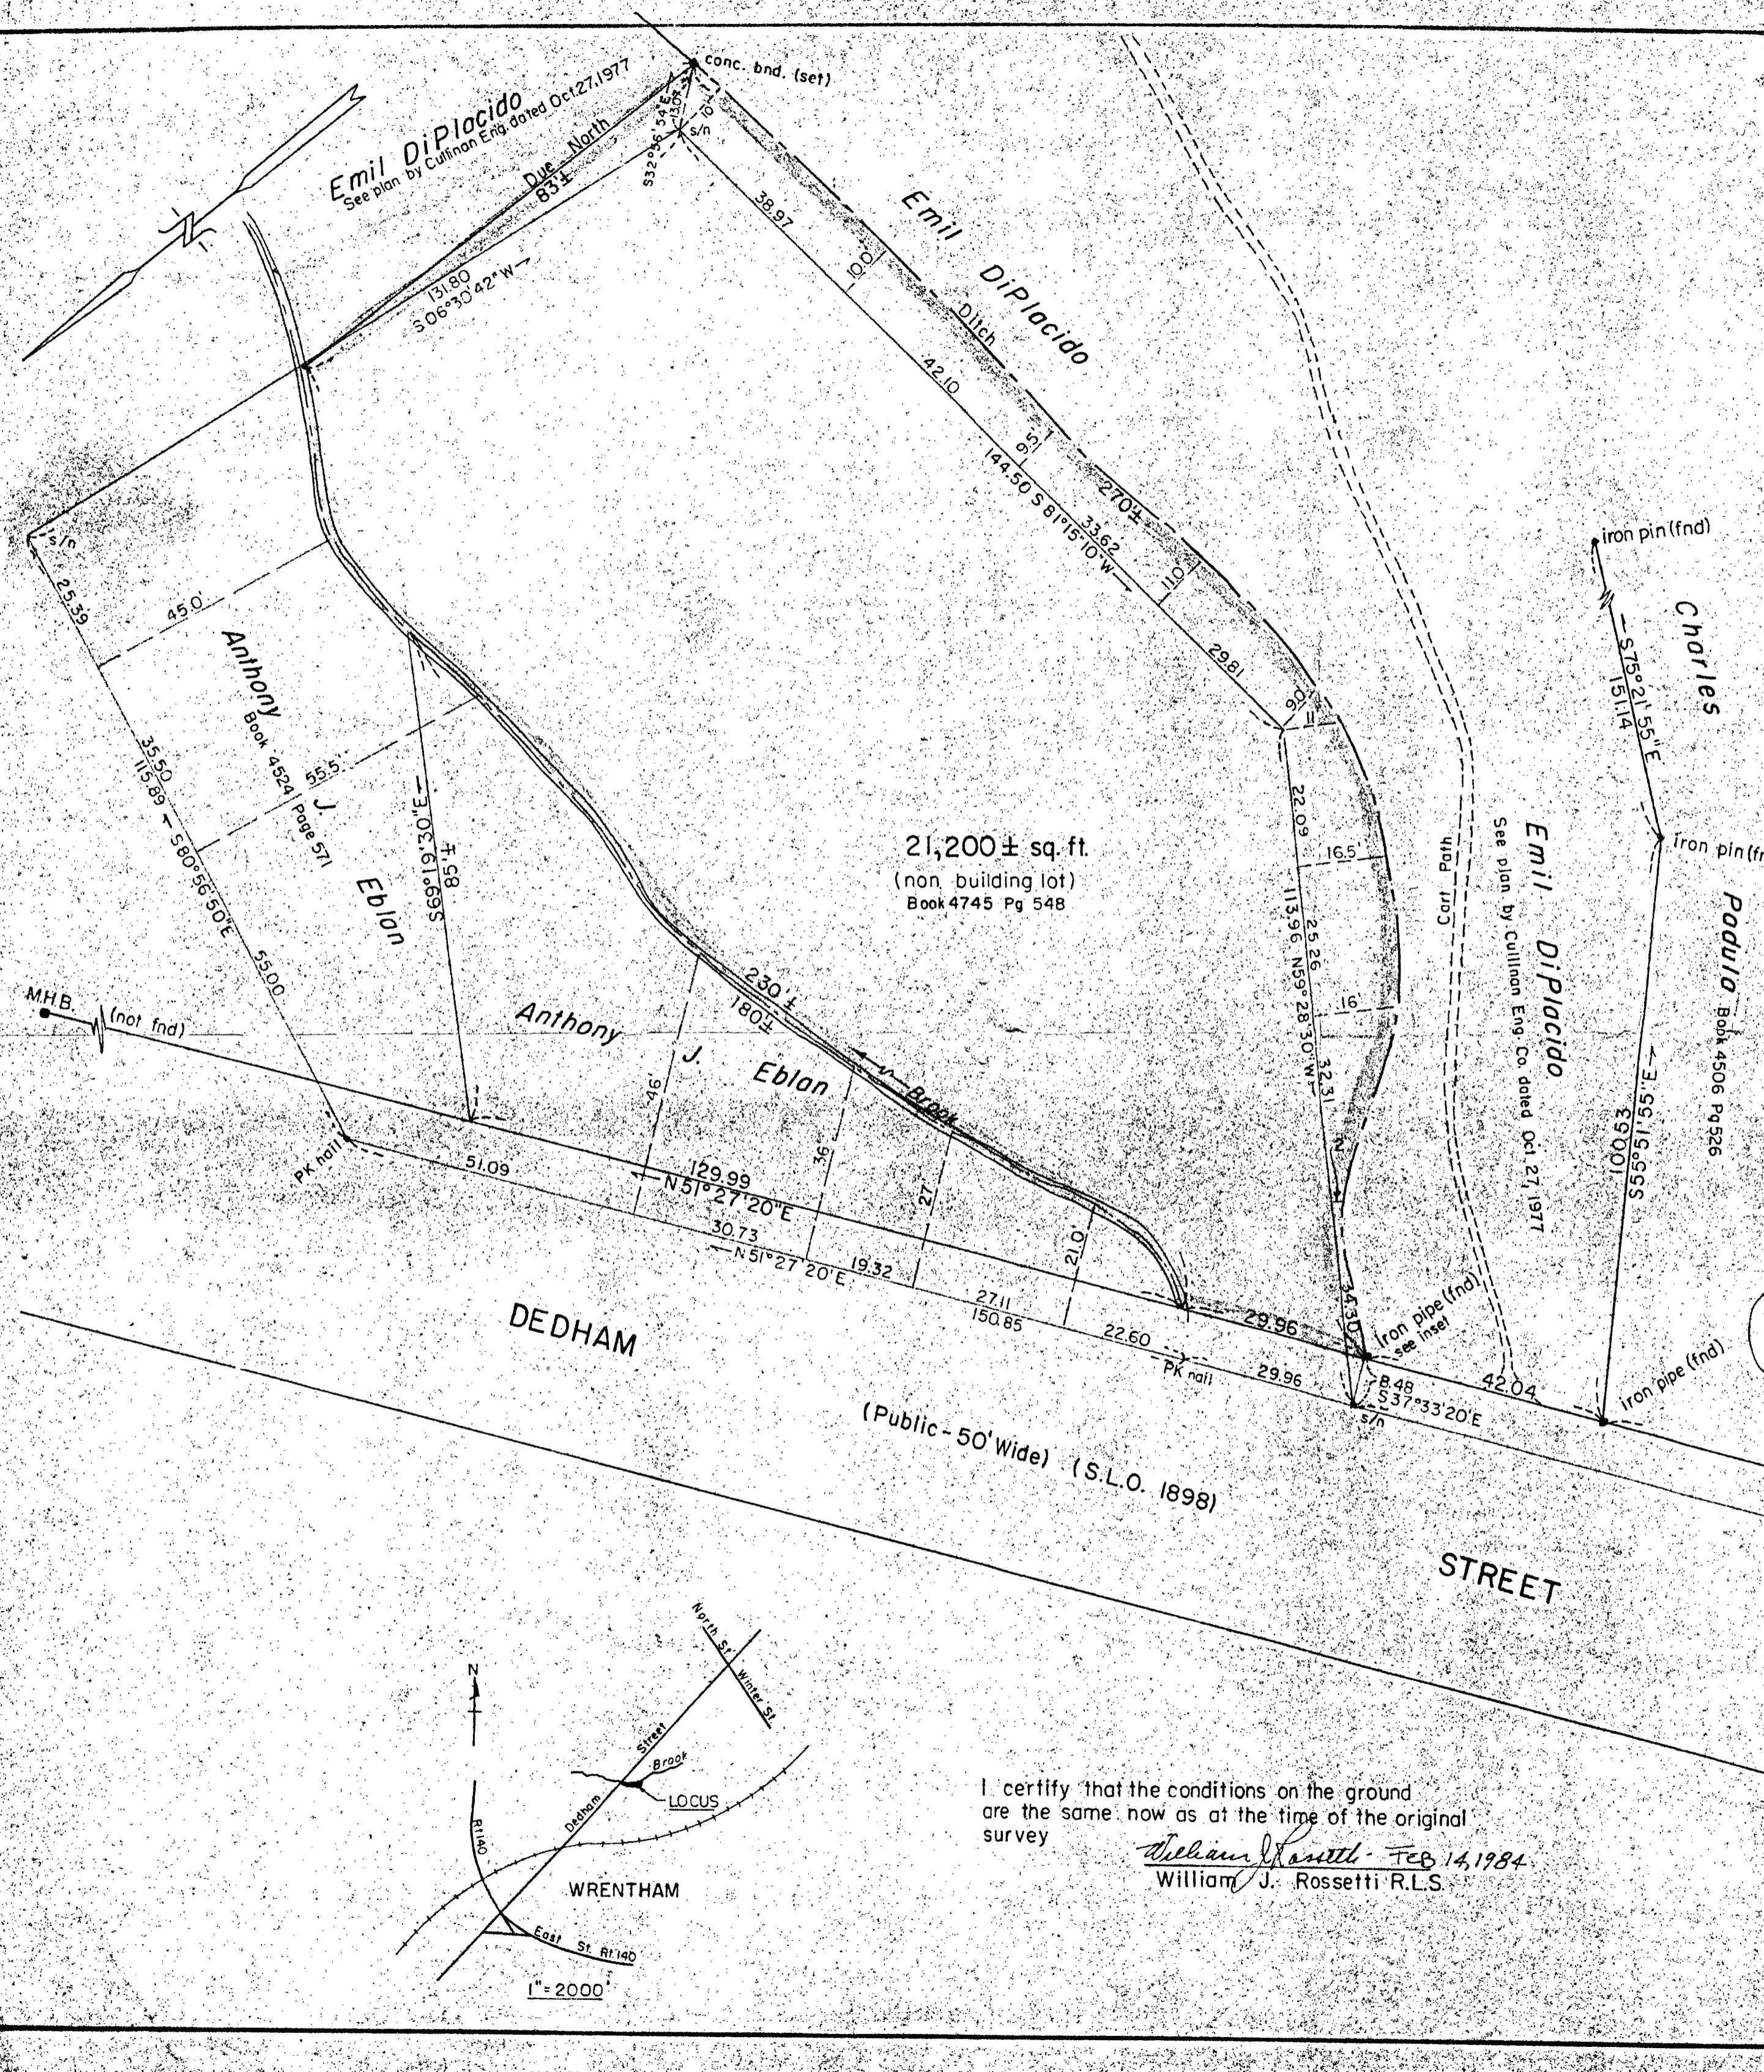 conc. bnd. (set)
Emil DiPlacido
See plan by Cullinan Eng. dated Oct. 27, 1977
Due North
83'±
S32°56'54"E
13.07
10'
s/n
131.80
S06°30'42"W
38.97
10.0'
Emil DiPlacido
Ditch
42.10
9.5'
144.50 S81°15'10"W
270'±
33.62
11.0'
29.81
9.0'
11
iron pin (fnd)
S75°21'55"E
151.14
Charles
Padula Book 4506 Pg 526
iron pin (fn
s/n
25.39
45.0'
Anthony J. Eblan
Book 4524 Page 571
35.50
115.89 S80°56'50"E
55.5'
55.00
S69°19'30"E
85'±
21,200± sq. ft.
(non building lot)
Book 4745 Pg 548
22.09
16.5'
113.96 N59°28'30"W
25.26
16
32.31
2
34.30
Cart Path
Emil DiPlacido
See plan by Cullinan Eng. Co. dated Oct 27, 1977
100.53
S55°51'55"E
M.H.B. (not fnd)
Anthony J. Eblan
230'±
180'±
Brook
46'
36'
27'
21.0'
PK nail
51.09
129.99
N51°27'20"E
30.73
N51°27'20"E
19.32
27.11
150.85
22.60
PK nail
29.96
29.96
Iron pipe (fnd)
see inset
8.48
S37°33'20"E
s/n
42.04
iron pipe (fnd)
DEDHAM
STREET
(Public - 50' Wide) (S.L.O. 1898)
N
North St.
Winter St.
Street
Brook
LOCUS
Dedham
Rt.140
WRENTHAM
East St. Rt.140
1"=2000'
I certify that the conditions on the ground
are the same now as at the time of the original
survey
William J Rossetti - Feb 14, 1984
William J. Rossetti R.L.S.